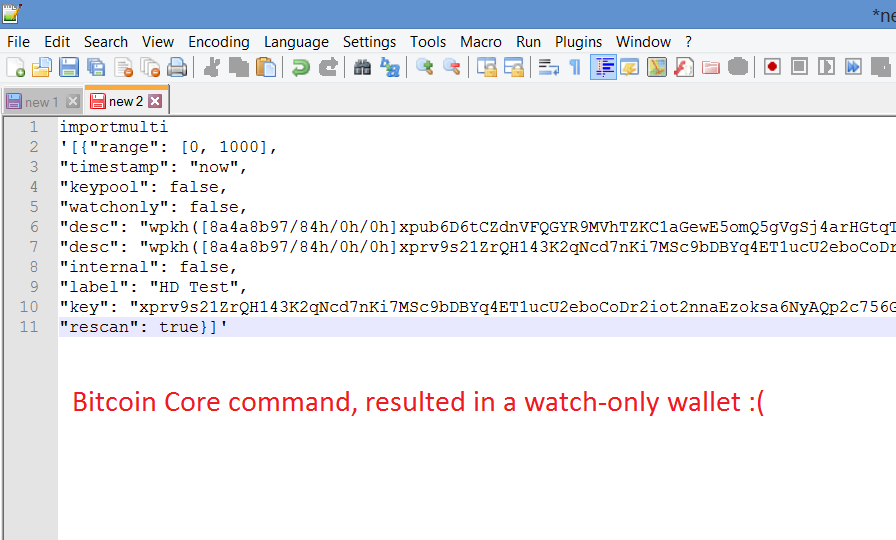 *ne
File Edit Search View Encoding Language Settings Tools Macro Run Plugins Window ?
new 1 new 2
1 importmulti
2 '[{"range": [0, 1000],
3 "timestamp": "now",
4 "keypool": false,
5 "watchonly": false,
6 "desc": "wpkh([8a4a8b97/84h/0h/0h]xpub6D6tCZdnVFQGYR9MVhTZKC1aGewE5omQ5gVgSj4arHGtqT
7 "desc": "wpkh([8a4a8b97/84h/0h/0h]xprv9s21ZrQH143K2qNcd7nKi7MSc9bDBYq4ET1ucU2eboCoDr
8 "internal": false,
9 "label": "HD Test",
10 "key": "xprv9s21ZrQH143K2qNcd7nKi7MSc9bDBYq4ET1ucU2eboCoDr2iot2nnaEzoksa6NyAQp2c756G
11 "rescan": true}]'
Bitcoin Core command, resulted in a watch-only wallet :(